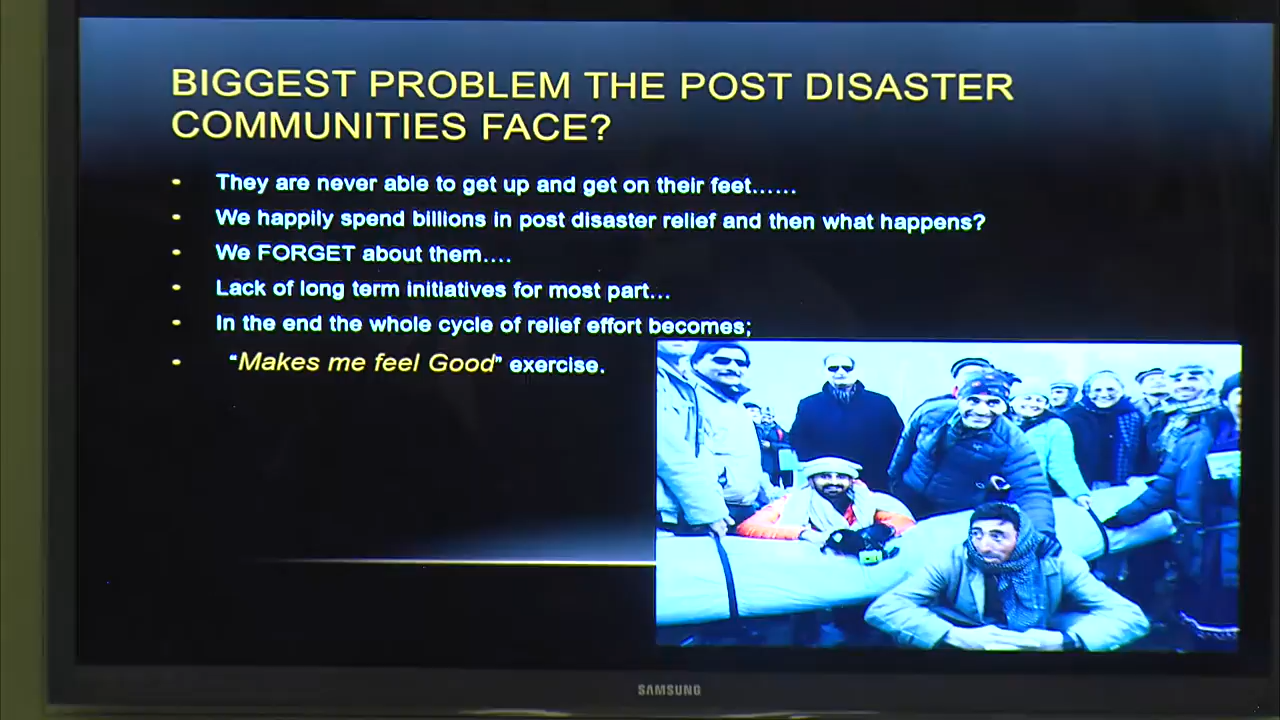 BIGGEST PROBLEM THE POST DISASTER
COMMUNITIES FACE?
• They are never able to get up and get on their feet……
• We happily spend billions in post disaster relief and then what happens?
• We FORGET about them….
• Lack of long term initiatives for most part…
• In the end the whole cycle of relief effort becomes;
• “Makes me feel Good” exercise.
SAMSUNG